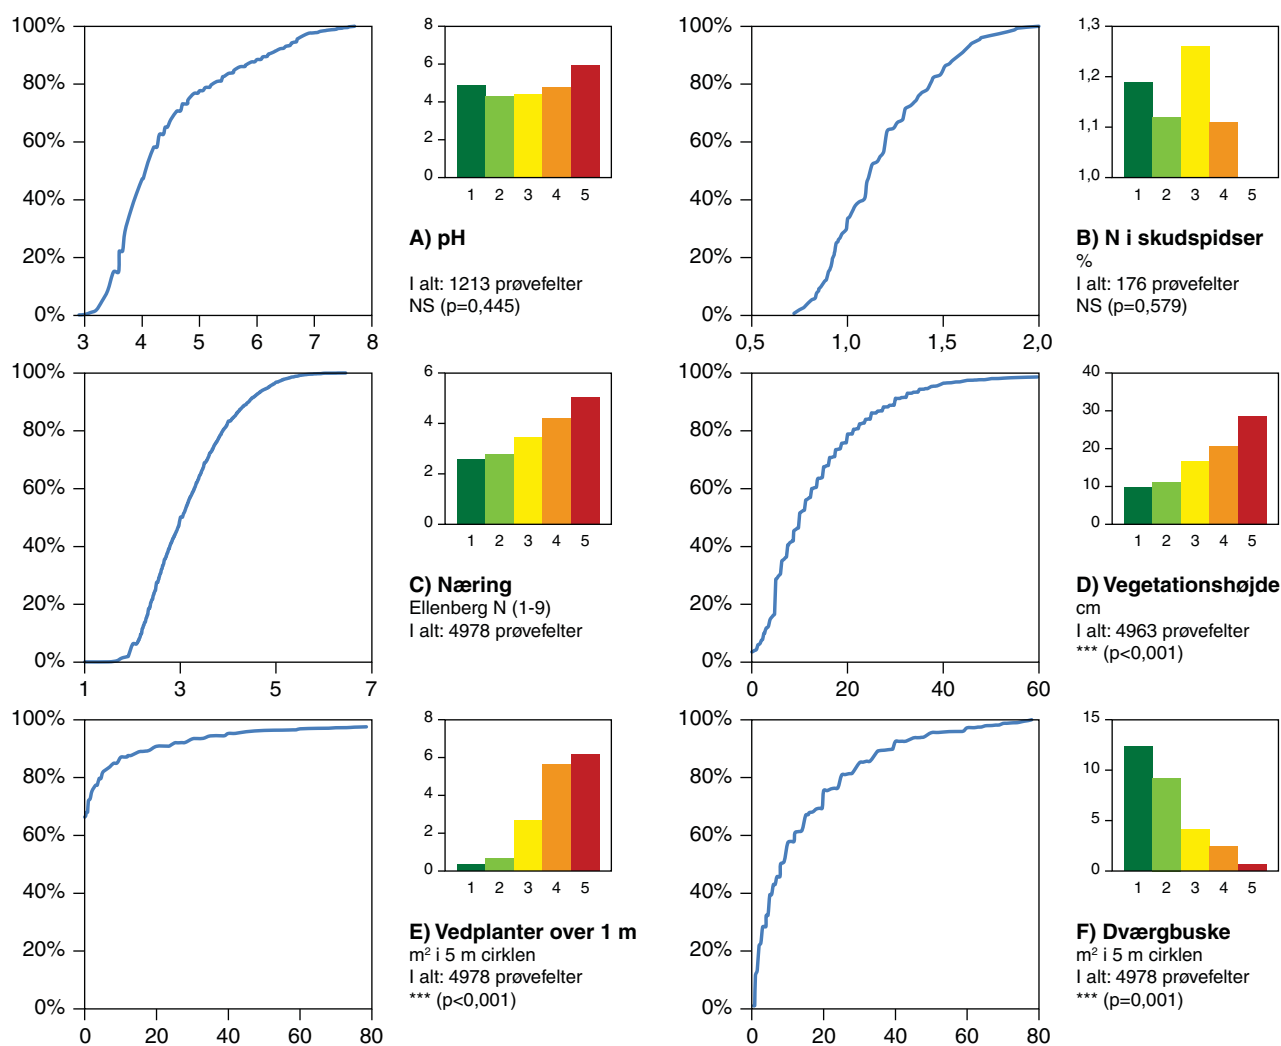 100%
80%
60%
40%
20%
0%
3 4 5 6 7 8
8
6
4
2
0
1 2 3 4 5
A) pH
I alt: 1213 prøvefelter
NS (p=0,445)
100%
80%
60%
40%
20%
0%
0,5 1,0 1,5 2,0
1,3
1,2
1,1
1,0
1 2 3 4 5
B) N i skudspidser
%
I alt: 176 prøvefelter
NS (p=0,579)
100%
80%
60%
40%
20%
0%
1 3 5 7
6
4
2
0
1 2 3 4 5
C) Næring
Ellenberg N (1-9)
I alt: 4978 prøvefelter
100%
80%
60%
40%
20%
0%
0 20 40 60
40
30
20
10
0
1 2 3 4 5
D) Vegetationshøjde
cm
I alt: 4963 prøvefelter
*** (p<0,001)
100%
80%
60%
40%
20%
0%
0 20 40 60 80
8
6
4
2
0
1 2 3 4 5
E) Vedplanter over 1 m
m² i 5 m cirklen
I alt: 4978 prøvefelter
*** (p<0,001)
100%
80%
60%
40%
20%
0%
0 20 40 60 80
15
10
5
0
1 2 3 4 5
F) Dværgbuske
m² i 5 m cirklen
I alt: 4978 prøvefelter
*** (p=0,001)